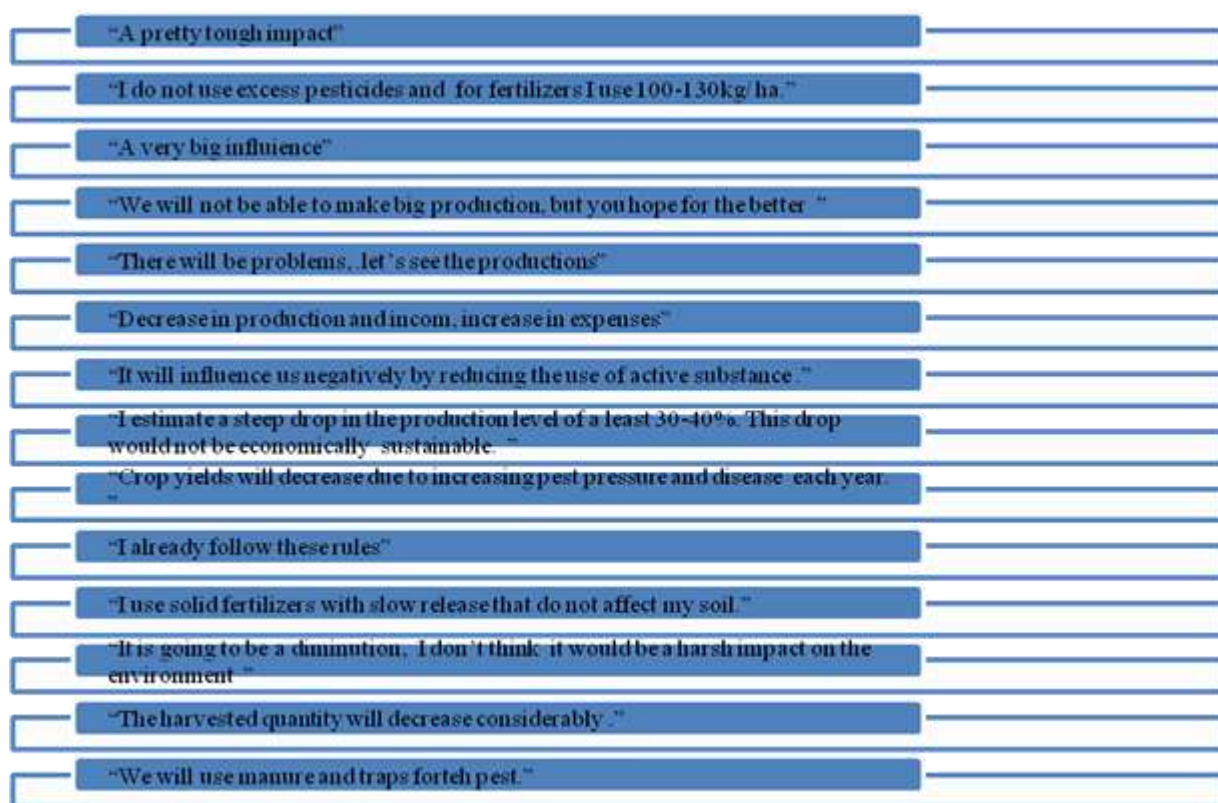 “A pretty tough impact”
“I do not use excess pesticides and for fertilizers I use 100-130kg/ ha.”
“A very big influience”
“We will not be able to make big production, but you hope for the better ”
“There will be problems, .let’s see the productions”
“Decrease in production and incom, increase in expenses”
“It will influence us negatively by reducing the use of active substance .”
“I estimate a steep drop in the production level of a least 30-40%. This drop
would not be economically sustainable. ”
“Crop yields will decrease due to increasing pest pressure and disease each year.
”
“I already follow these rules”
“I use solid fertilizers with slow release that do not affect my soil.”
“It is going to be a diminution, I don’t think it would be a harsh impact on the
environment ”
“The harvested quantity will decrease considerably .”
“We will use manure and traps forteh pest.”